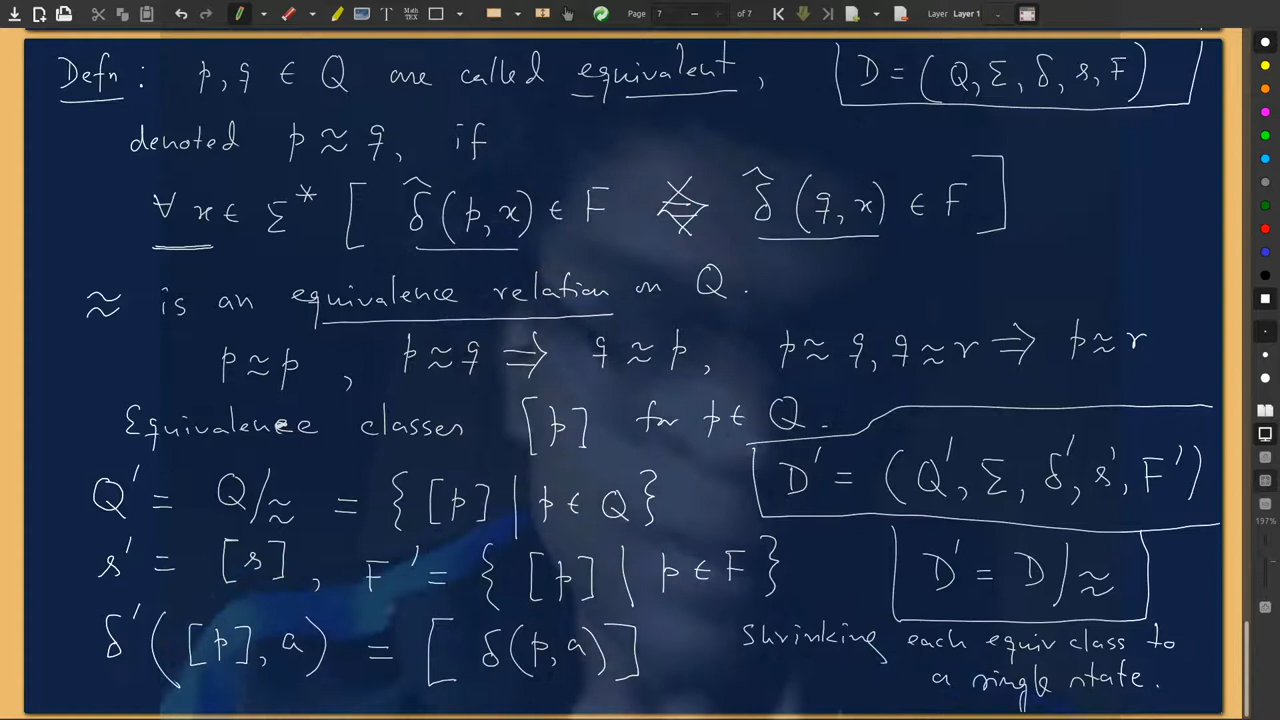 Page 7 of 7 Layer Layer 1
Defn : p, q ∈ Q are called equivalent,
D = (Q, Σ, δ, s, F)
denoted p ≈ q, if
∀ x ∈ Σ* [ δ̂(p, x) ∈ F ⇔ δ̂(q, x) ∈ F ]
≈ is an equivalence relation on Q.
p ≈ p, p ≈ q ⇒ q ≈ p, p ≈ q, q ≈ r ⇒ p ≈ r
Equivalence classes [p] for p ∈ Q.
D' = (Q', Σ, δ', s', F')
Q' = Q/≈ = { [p] | p ∈ Q }
s' = [s], F' = { [p] | p ∈ F }
D' = D/≈
δ'([p], a) = [δ(p, a)]
Shrinking each equiv class to
a single state.
197%